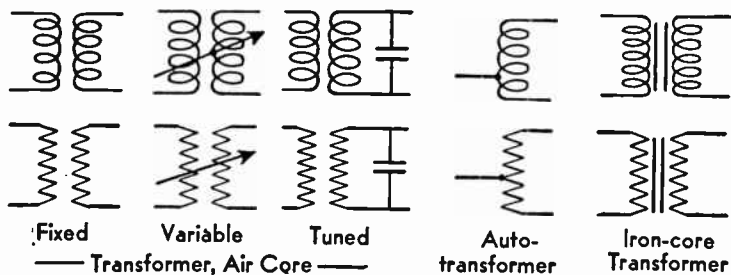 Fixed Variable Tuned Auto- Iron-core
Transformer, Air Core transformer Transformer